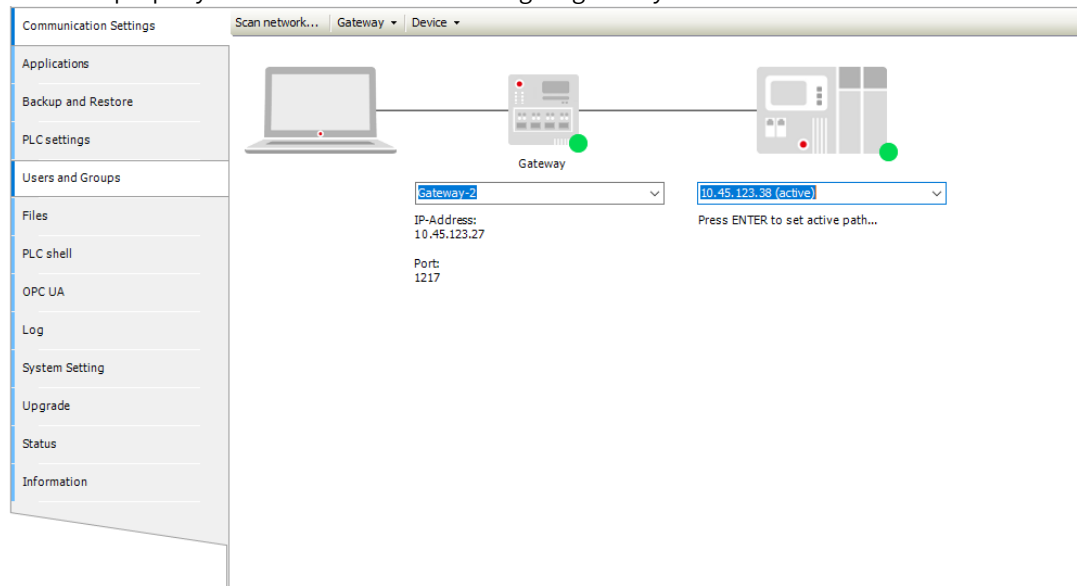 Communication Settings
Scan network... Gateway Device
Applications
Backup and Restore
PLC settings
Users and Groups
Files
PLC shell
OPC UA
Log
System Setting
Upgrade
Status
Information
Gateway
Gateway-2
IP-Address:
10.45.123.27
Port:
1217
10.45.123.38 (active)
Press ENTER to set active path...